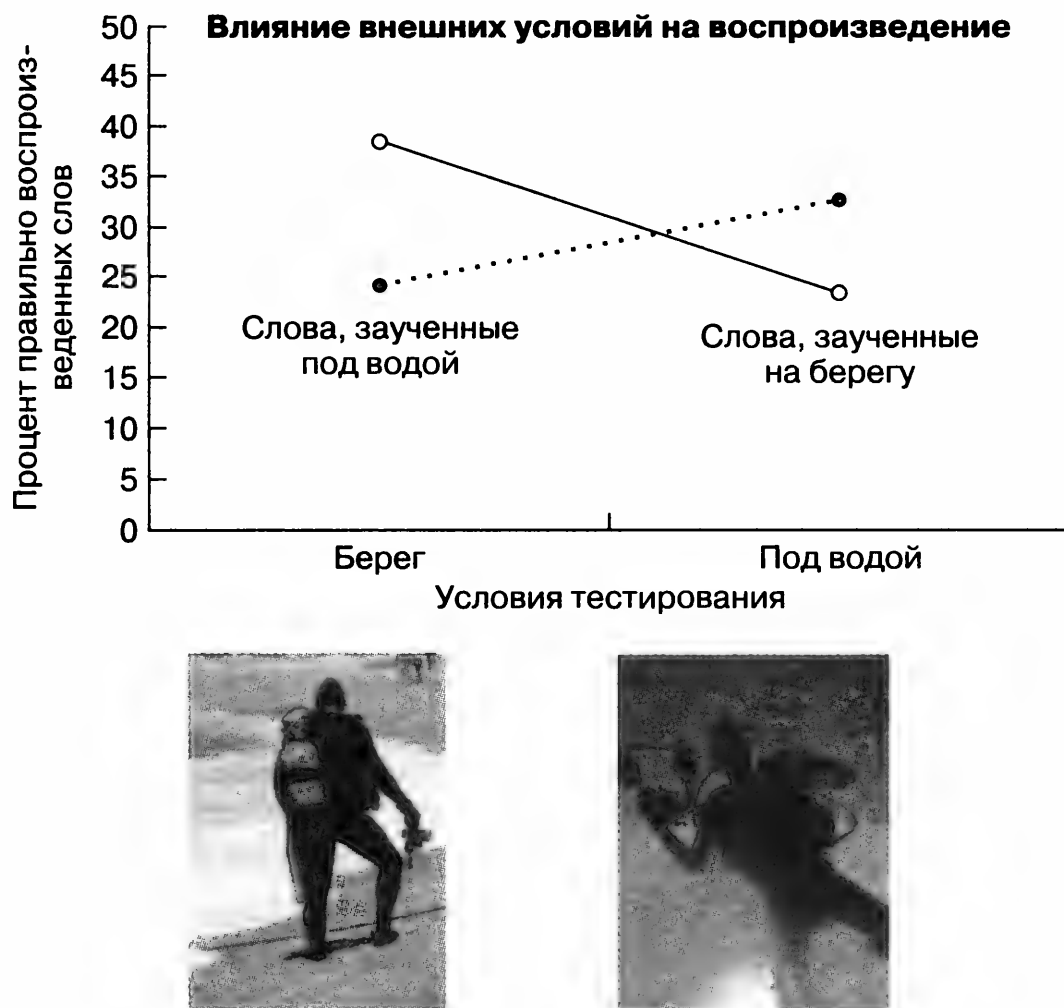 Влияние внешних условий на воспроизведение
Процент правильно воспроиз-
веденных слов
50
45
40
35
30
25
20
15
10
5
0
Слова, заученные
под водой
Слова, заученные
на берегу
Берег
Под водой
Условия тестирования